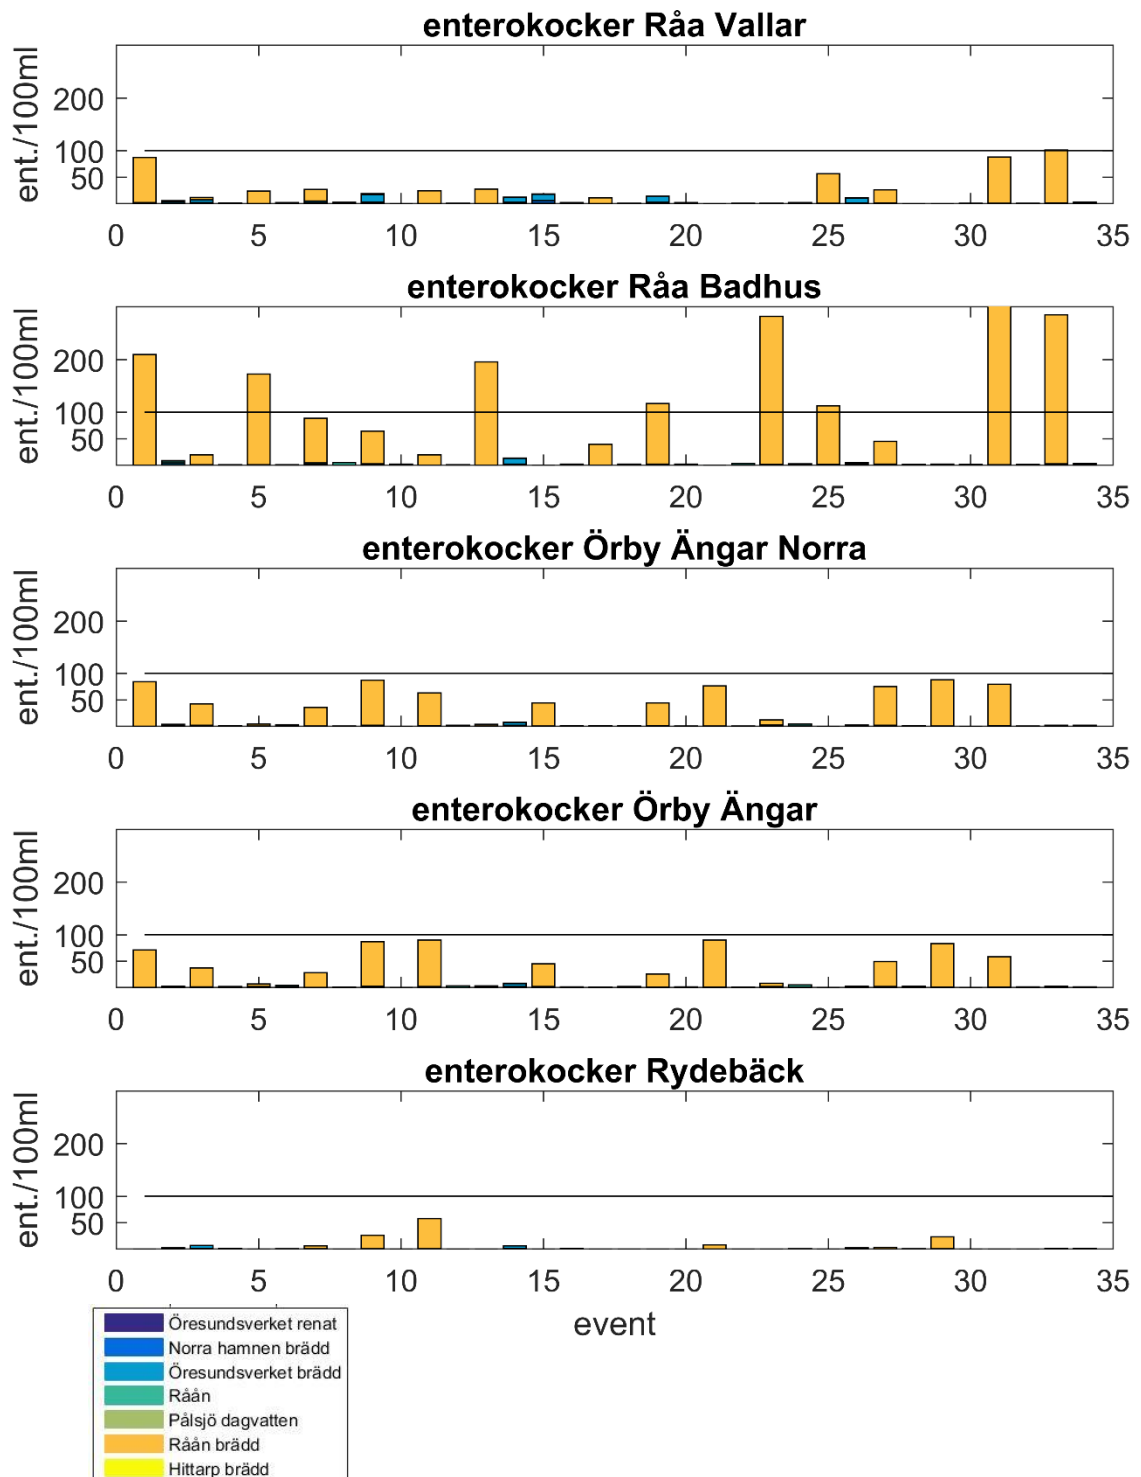 enterokocker Råa Vallar
ent./100ml
200
100
50
0 5 10 15 20 25 30 35
enterokocker Råa Badhus
ent./100ml
200
100
50
0 5 10 15 20 25 30 35
enterokocker Örby Ängar Norra
ent./100ml
200
100
50
0 5 10 15 20 25 30 35
enterokocker Örby Ängar
ent./100ml
200
100
50
0 5 10 15 20 25 30 35
enterokocker Rydebäck
ent./100ml
200
100
50
0 5 10 15 20 25 30 35
event
Öresundsverket renat
Norra hamnen brädd
Öresundsverket brädd
Råån
Pålsjö dagvatten
Råån brädd
Hittarp brädd